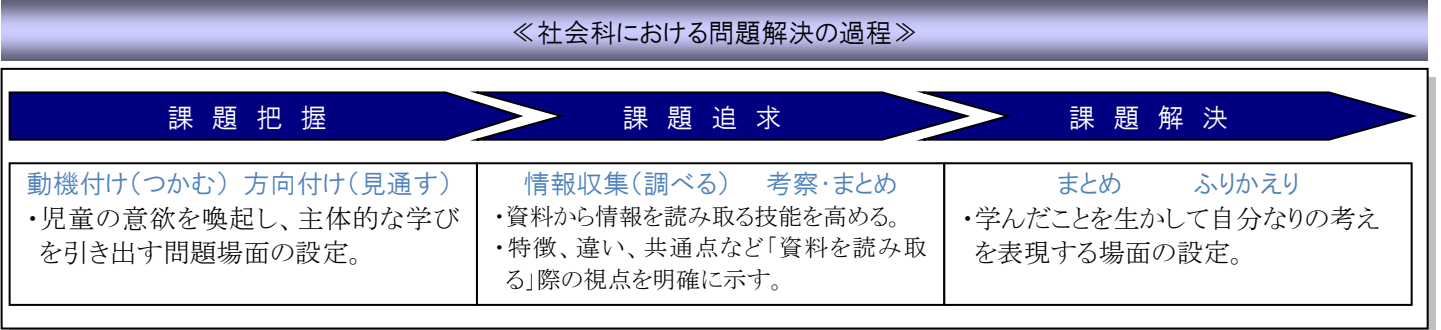 ≪社会科における問題解決の過程≫
課題把握
課題追求
課題解決
動機付け(つかむ) 方向付け(見通す)
・児童の意欲を喚起し、主体的な学び
を引き出す問題場面の設定。
情報収集(調べる) 考察・まとめ
・資料から情報を読み取る技能を高める。
・特徴、違い、共通点など「資料を読み取
る」際の視点を明確に示す。
まとめ ふりかえり
・学んだことを生かして自分なりの考え
を表現する場面の設定。